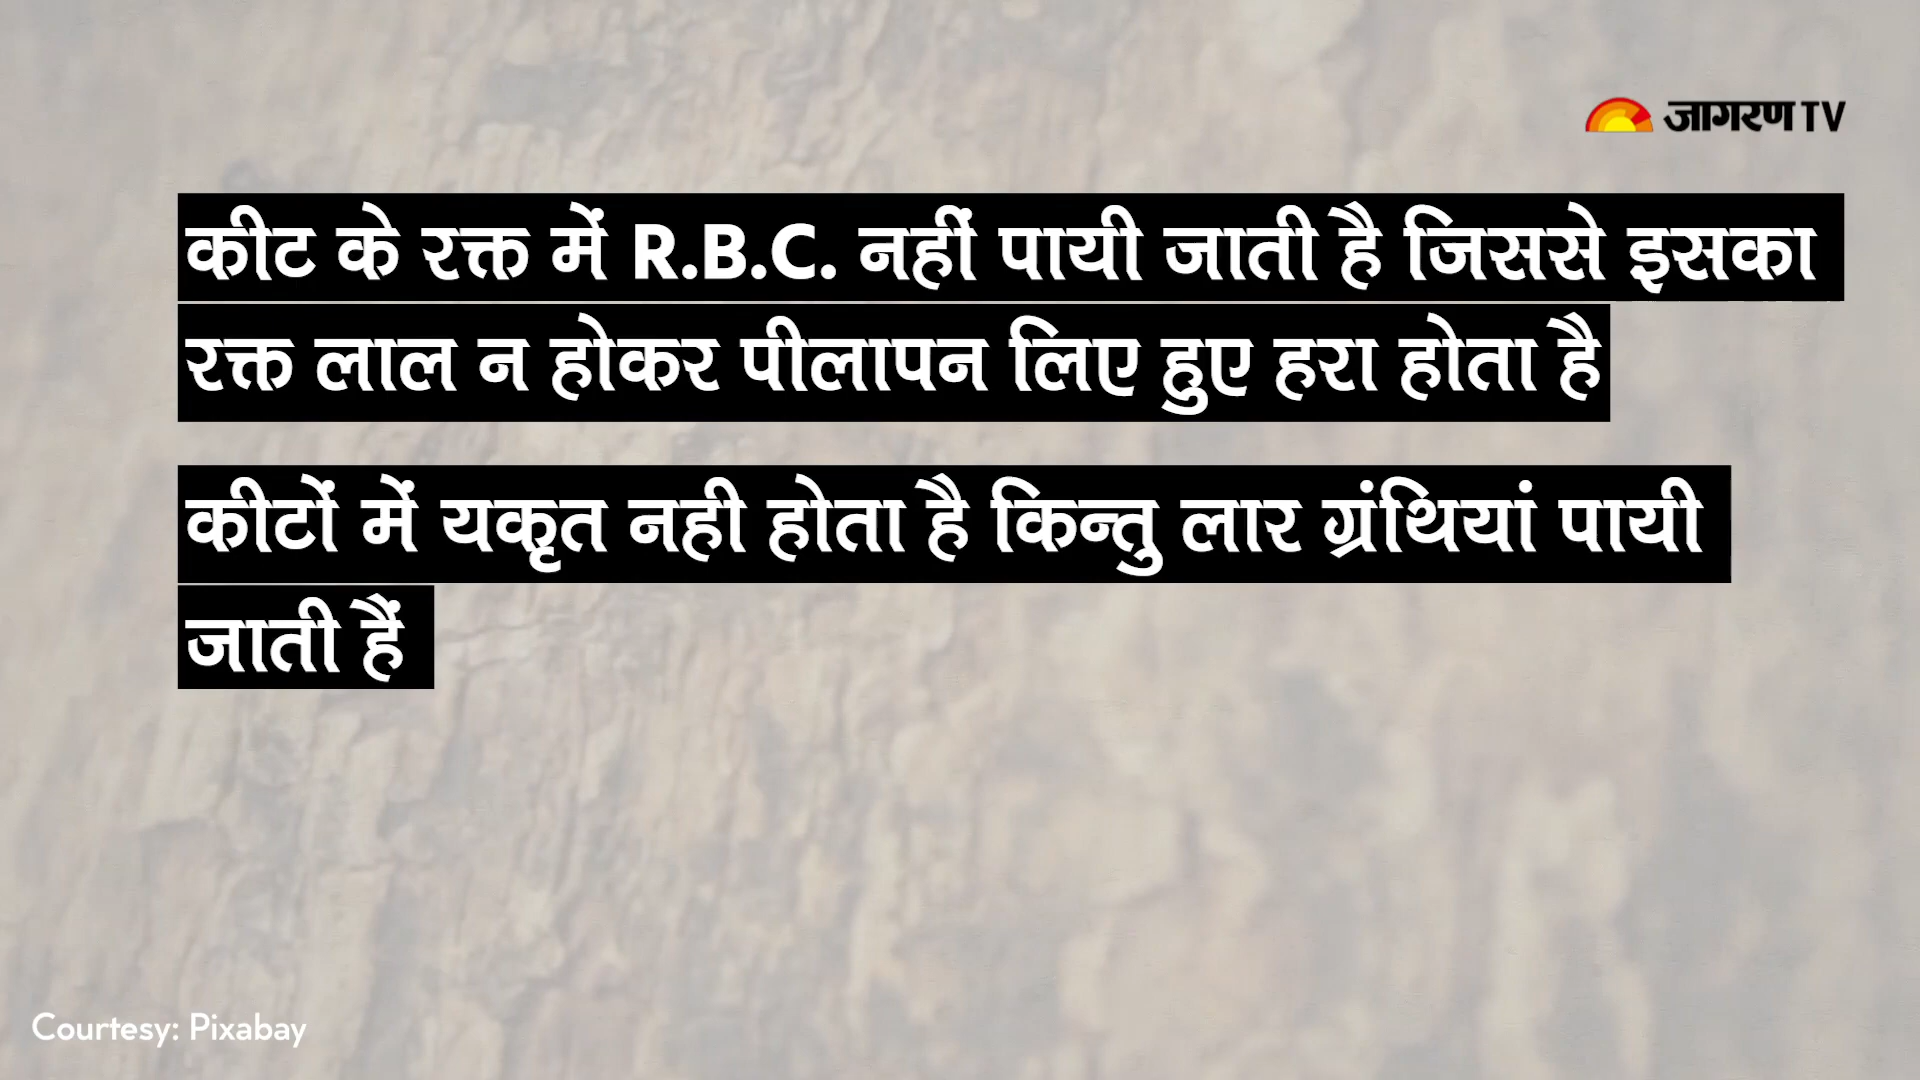 जागरण TV
कीट के रक्त में R.B.C. नहीं पायी जाती है जिससे इसका
रक्त लाल न होकर पीलापन लिए हुए हरा होता है
कीटों में यकृत नही होता है किन्तु लार ग्रंथियां पायी
जाती हैं
Courtesy: Pixabay